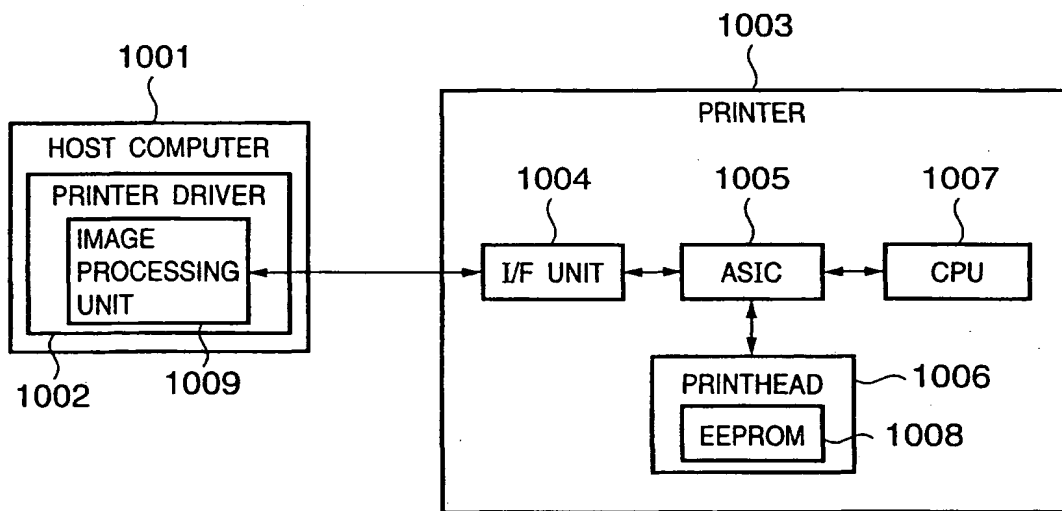 1003
1001
PRINTER
HOST COMPUTER
PRINTER DRIVER
1004
1005
1007
IMAGE
PROCESSING
UNIT
I/F UNIT
ASIC
CPU
1002
1009
PRINTHEAD
1006
EEPROM
1008